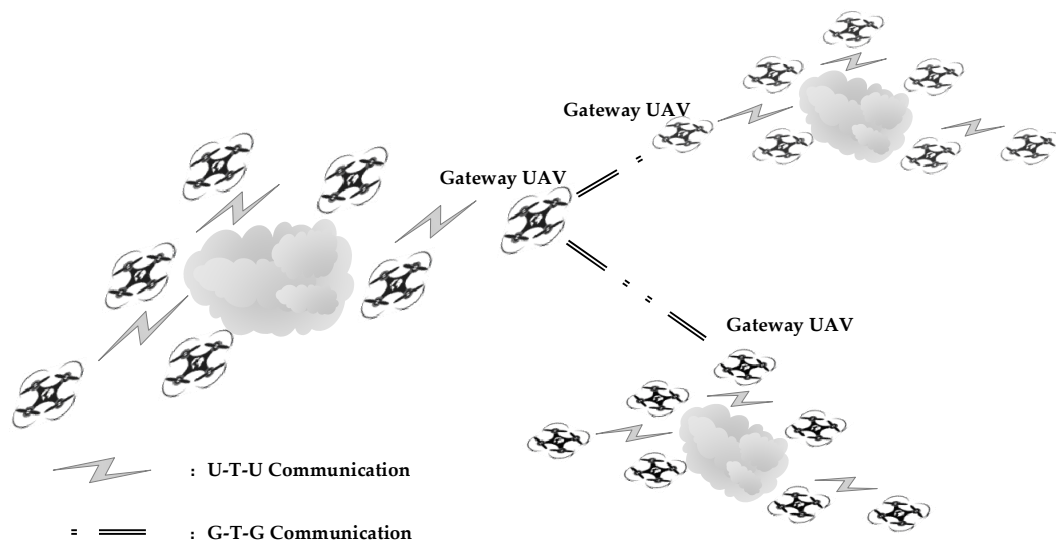 Gateway UAV
Gateway UAV
Gateway UAV
: U-T-U Communication
: G-T-G Communication